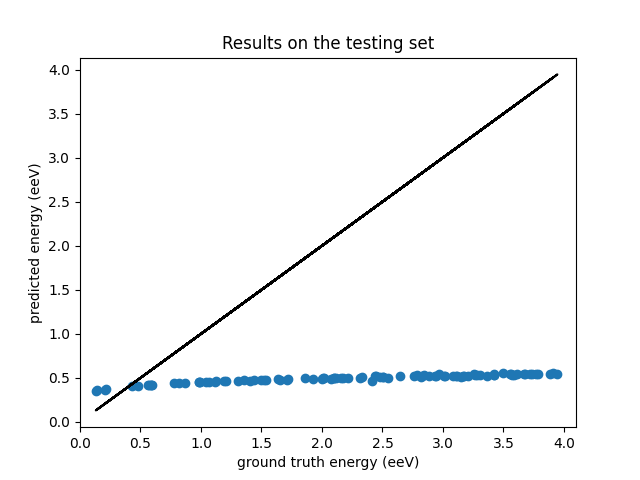 Results on the testing set
predicted energy (eeV)
4.0
3.5
3.0
2.5
2.0
1.5
1.0
0.5
0.0
0.0 0.5 1.0 1.5 2.0 2.5 3.0 3.5 4.0
ground truth energy (eeV)